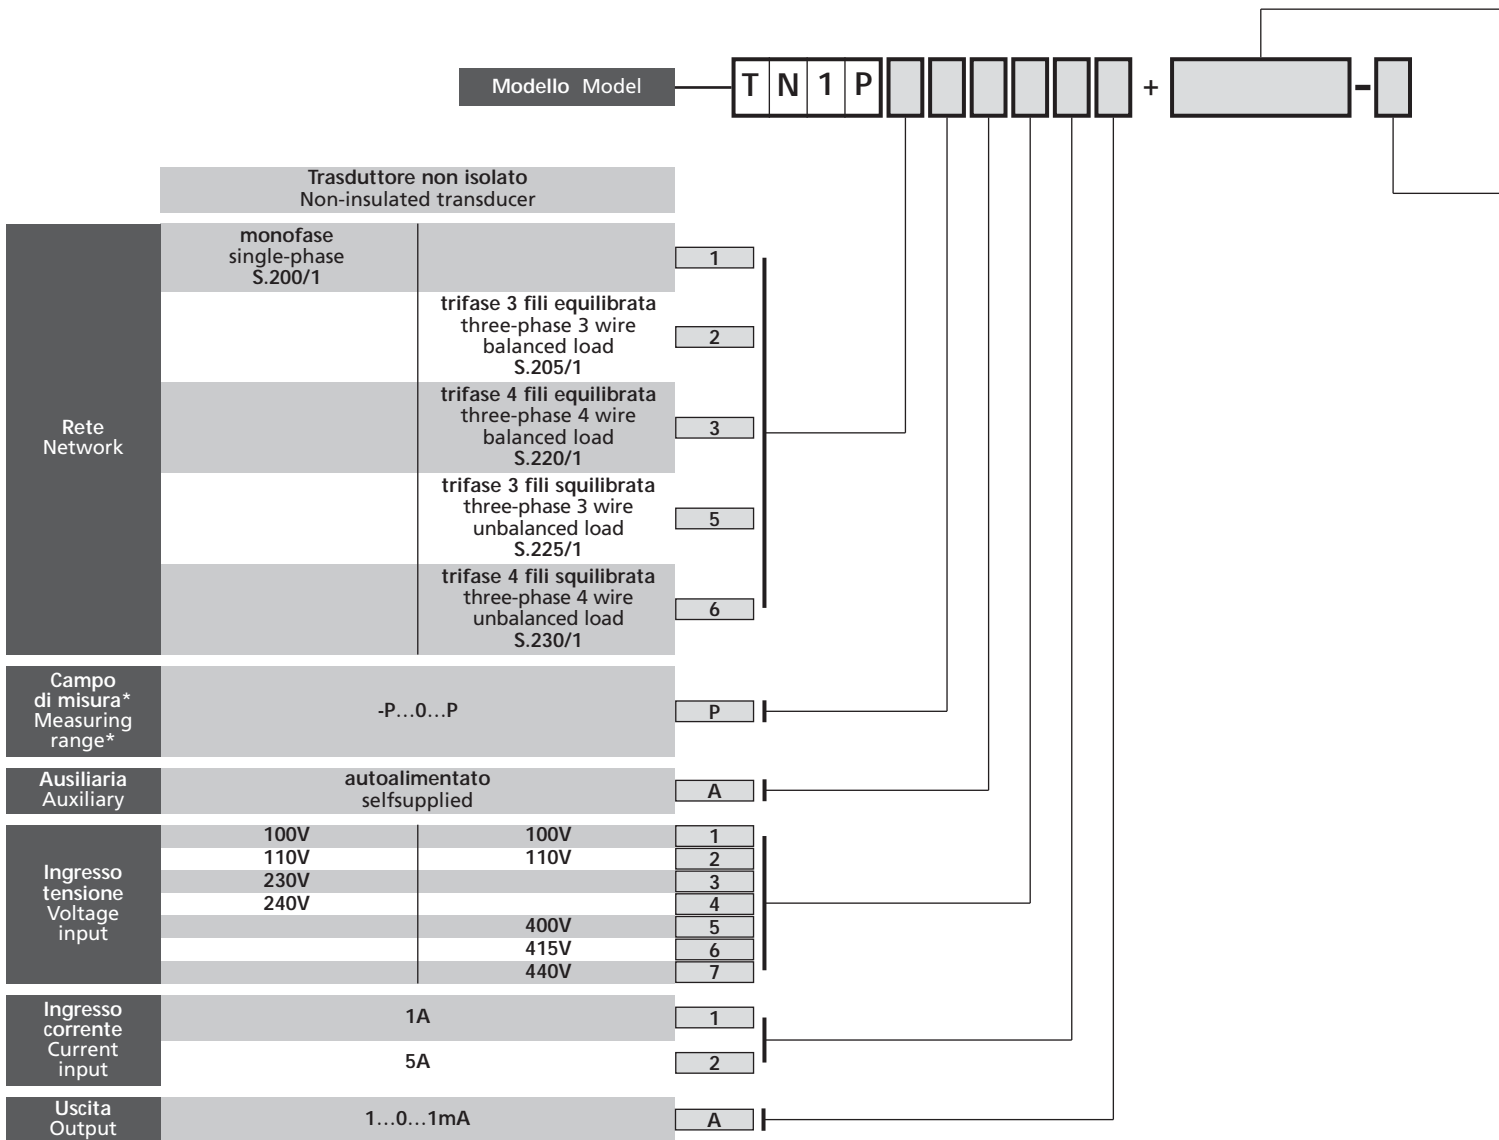 Modello Model
T N 1 P + -
Trasduttore non isolato
Non-insulated transducer
Rete
Network
monofase
single-phase
S.200/1
1
trifase 3 fili equilibrata
three-phase 3 wire
balanced load
S.205/1
2
trifase 4 fili equilibrata
three-phase 4 wire
balanced load
S.220/1
3
trifase 3 fili squilibrata
three-phase 3 wire
unbalanced load
S.225/1
5
trifase 4 fili squilibrata
three-phase 4 wire
unbalanced load
S.230/1
6
Campo
di misura*
Measuring
range*
-P...0...P
P
Ausiliaria
Auxiliary
autoalimentato
selfsupplied
A
Ingresso
tensione
Voltage
input
100V 100V 1
110V 110V 2
230V 3
240V 4
400V 5
415V 6
440V 7
Ingresso
corrente
Current
input
1A 1
5A 2
Uscita
Output
1...0...1mA
A